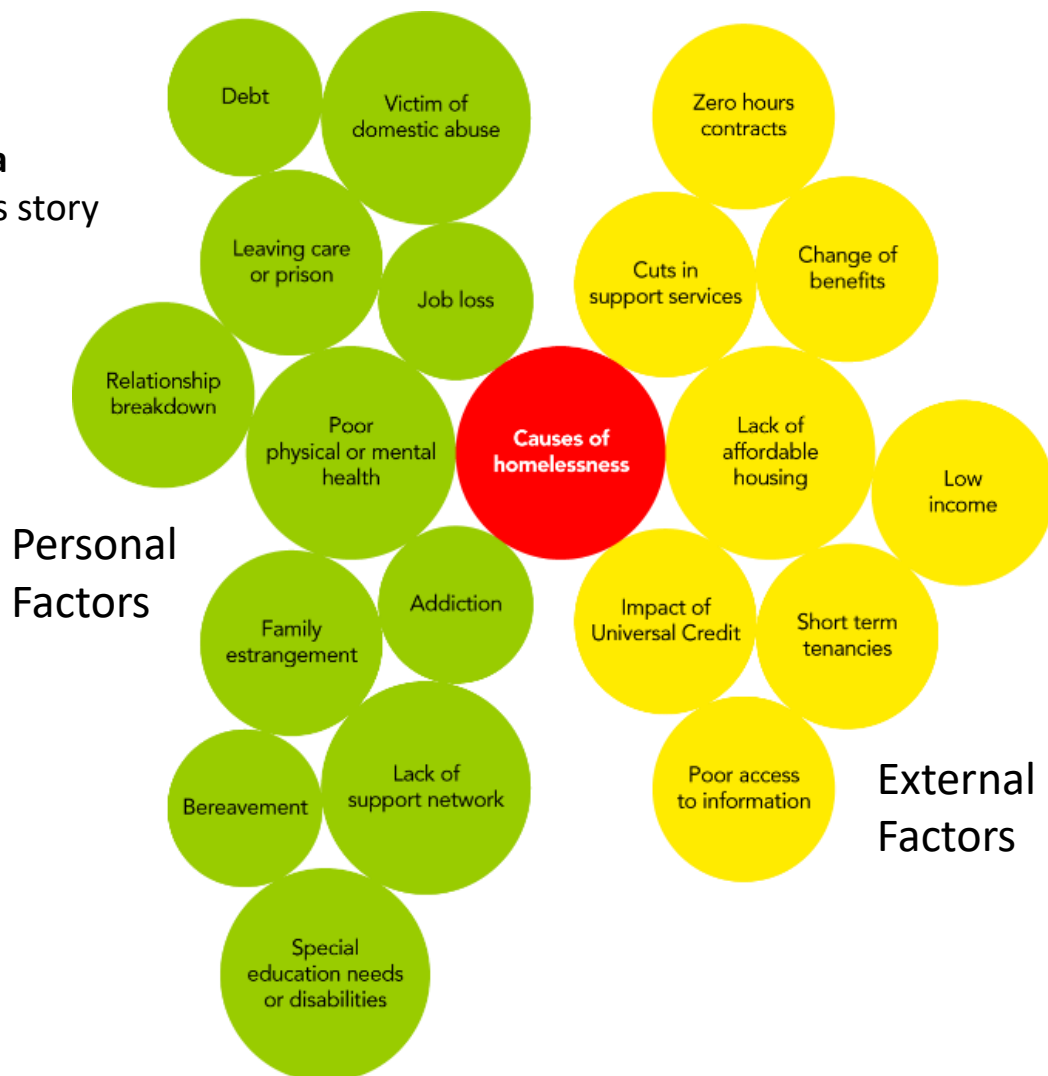 Debt
Victim of
domestic abuse
Zero hours
contracts
a
s story
Leaving care
or prison
Job loss
Cuts in
support services
Change of
benefits
Relationship
breakdown
Poor
physical or mental
health
Causes of
homelessness
Lack of
affordable
housing
Low
income
Personal
Factors
Family
estrangement
Addiction
Impact of
Universal Credit
Short term
tenancies
Bereavement
Lack of
support network
Poor access
to information
External
Factors
Special
education needs
or disabilities